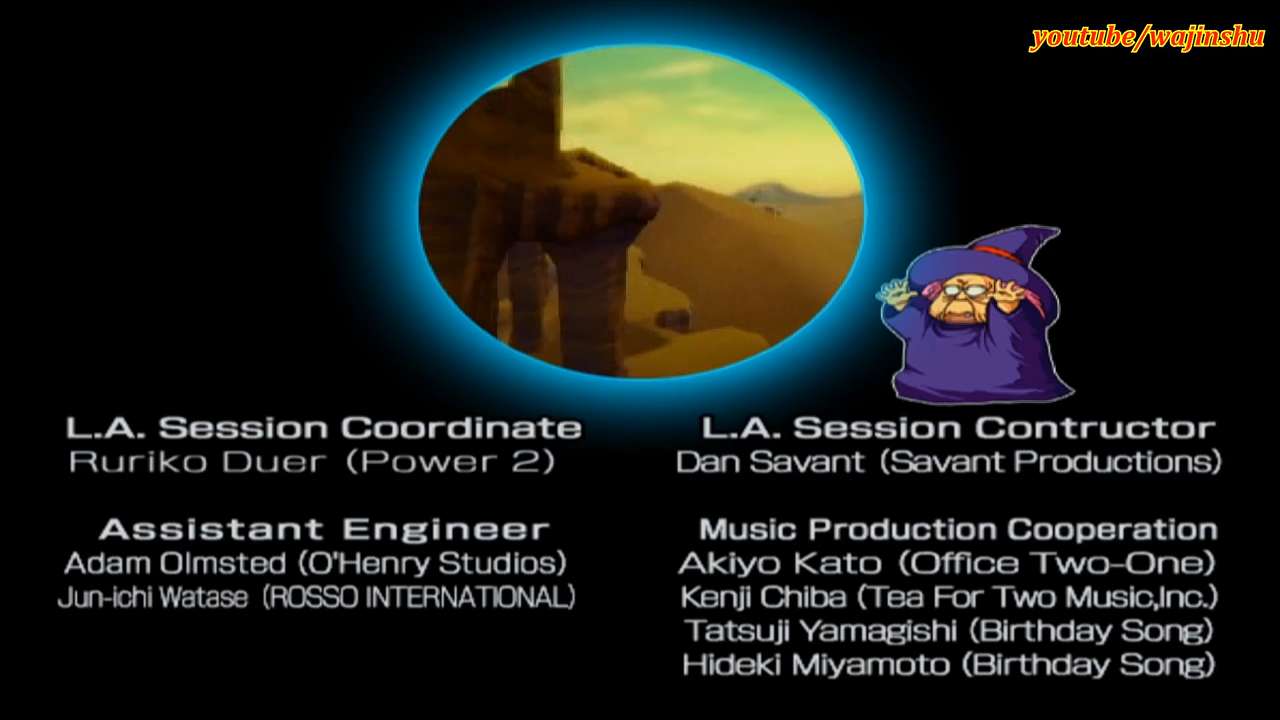 youtube/wajinshu
L.A. Session Coordinate
Ruriko Duer (Power 2)
L.A. Session Contructor
Dan Savant (Savant Productions)
Assistant Engineer
Adam Olmsted (O'Henry Studios)
Jun-ichi Watase (ROSSO INTERNATIONAL)
Music Production Cooperation
Akiyo Kato (Office Two-One)
Kenji Chiba (Tea For Two Music,Inc.)
Tatsuji Yamagishi (Birthday Song)
Hideki Miyamoto (Birthday Song)